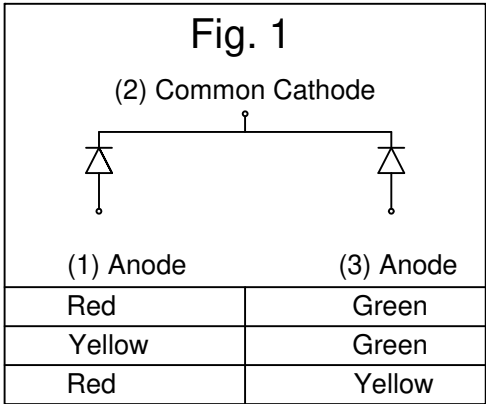 Fig. 1
(2) Common Cathode
(1) Anode (3) Anode
Red Green
Yellow Green
Red Yellow